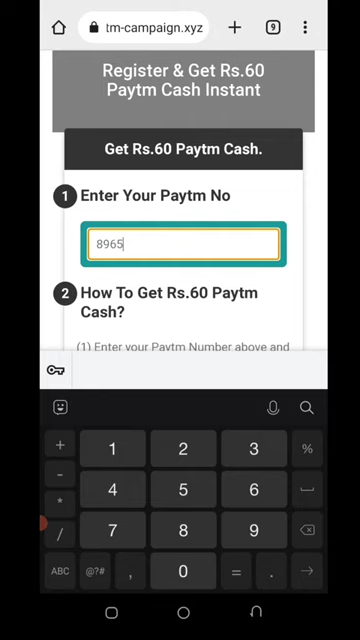 tm-campaign.xyz
9
Register & Get Rs.60
Paytm Cash Instant
Get Rs.60 Paytm Cash.
1 Enter Your Paytm No
8965
2 How To Get Rs.60 Paytm
Cash?
(1) Enter your Paytm Number above and
+ 1 2 3 %
- 4 5 6
* 7 8 9
/
ABC @?# , 0 = .